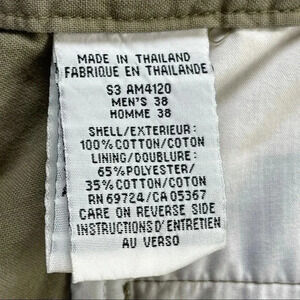 MADE IN THAILAND
FABRIQUE EN THAILANDE
S3 AM4120
MEN'S 38
HOMME 38
SHELL/EXTERIEUR:
100%COTTON/COTON
LINING/DOUBLURE:
65%POLYESTER/
35%COTTON/COTON
RN 69724/CA 05367
CARE ON REVERSE SIDE
INSTRUCTIONS D'ENTRETIEN
AU VERSO